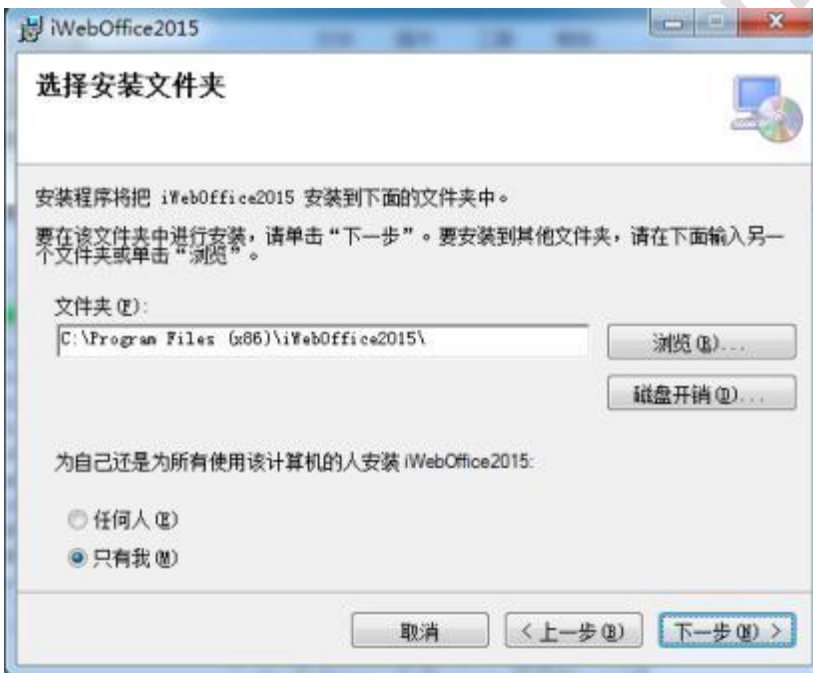 iWebOffice2015
选择安装文件夹
安装程序将把 iWebOffice2015 安装到下面的文件夹中。
要在该文件夹中进行安装，请单击“下一步”。要安装到其他文件夹，请在下面输入另一
个文件夹或单击“浏览”。
文件夹(F):
C:\Program Files (x86)\iWebOffice2015\
浏览(R)...
磁盘开销(D)...
为自己还是为所有使用该计算机的人安装 iWebOffice2015:
任何人(E)
只有我(M)
取消
<上一步(B)
下一步(N) >